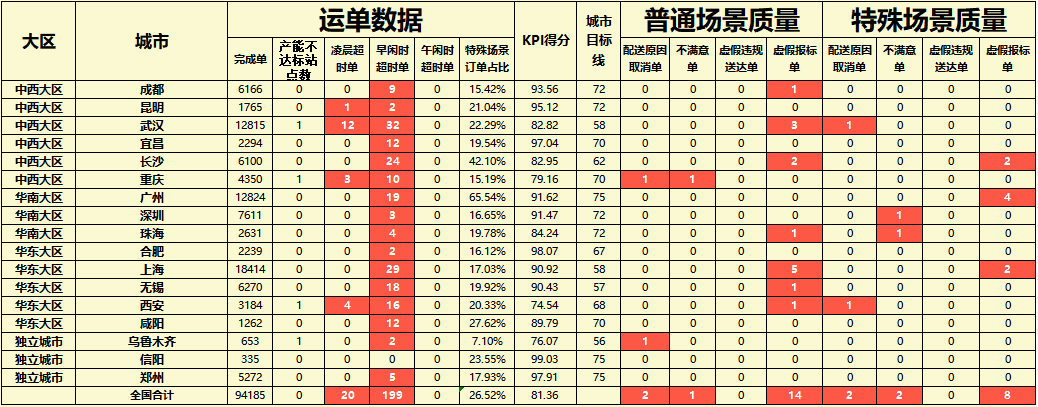 大区 城市 运单数据 KPI得分 城市目标线 普通场景质量 特殊场景质量
完成单 产能不达标站点数 凌晨超时单 早闲时超时单 午闲时超时单 特殊场景订单占比 配送原因取消单 不满意单 虚假违规送达单 虚假报标单 配送原因取消单 不满意单 虚假违规送达单 虚假报标单
中西大区 成都 6166 0 0 9 0 15.42% 93.56 72 0 0 0 1 0 0 0 0
中西大区 昆明 1765 0 1 2 0 21.04% 95.12 72 0 0 0 0 0 0 0 0
中西大区 武汉 12815 1 12 32 0 22.29% 82.82 58 0 0 0 3 1 0 0 0
中西大区 宜昌 2294 0 0 12 0 19.54% 97.04 70 0 0 0 0 0 0 0 0
中西大区 长沙 6100 0 0 24 0 42.10% 82.95 62 0 0 0 2 0 0 0 2
中西大区 重庆 4350 1 3 10 0 15.19% 79.16 70 1 1 0 0 0 0 0 0
华南大区 广州 12824 0 0 19 0 65.54% 91.62 75 0 0 0 0 0 0 0 4
华南大区 深圳 7611 0 0 3 0 16.65% 91.47 72 0 0 0 0 0 1 0 0
华南大区 珠海 2631 0 0 4 0 19.78% 84.24 72 0 0 0 1 0 1 0 0
华东大区 合肥 2239 0 0 2 0 16.12% 98.07 67 0 0 0 0 0 0 0 0
华东大区 上海 18414 0 0 29 0 17.03% 90.92 58 0 0 0 5 0 0 0 2
华东大区 无锡 6270 0 0 18 0 19.92% 90.43 57 0 0 0 1 0 0 0 0
华东大区 西安 3184 1 4 16 0 20.33% 74.54 68 0 0 0 1 1 0 0 0
华东大区 咸阳 1262 0 0 12 0 27.62% 89.79 70 0 0 0 0 0 0 0 0
独立城市 乌鲁木齐 653 1 0 2 0 7.10% 76.07 56 1 0 0 0 0 0 0 0
独立城市 信阳 335 0 0 0 0 23.55% 99.03 75 0 0 0 0 0 0 0 0
独立城市 郑州 5272 0 0 5 0 17.93% 97.91 75 0 0 0 0 0 0 0 0
全国合计 94185 0 20 199 0 26.52% 81.36 2 1 0 14 2 2 0 8